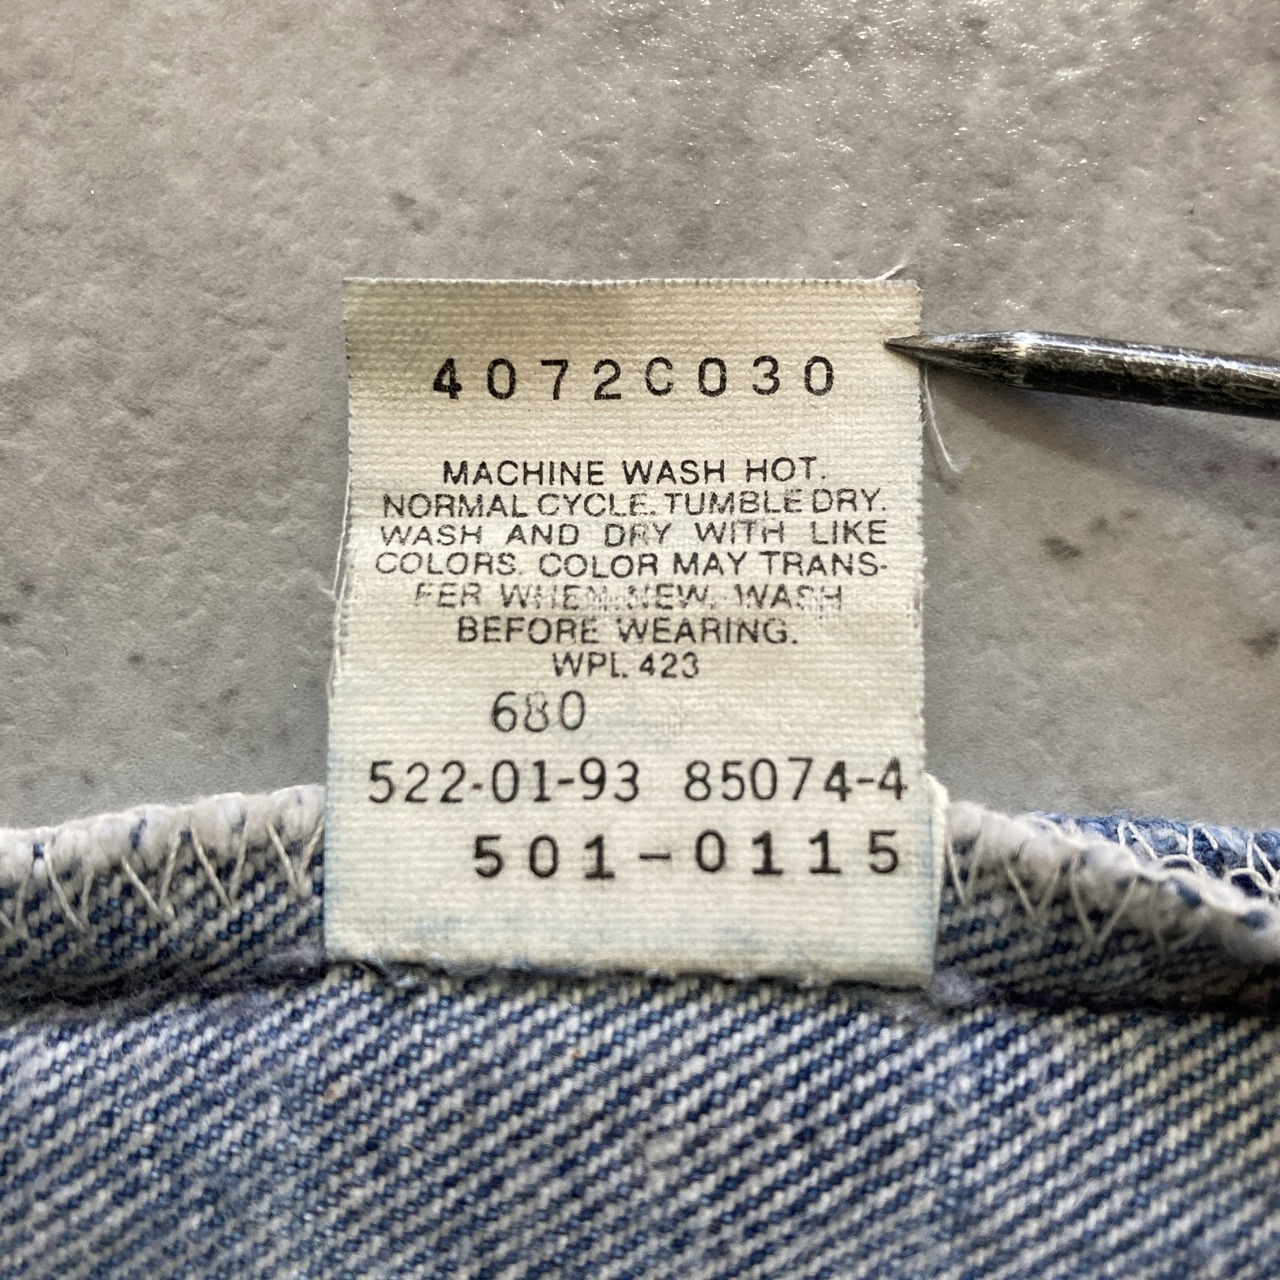 4072C030
MACHINE WASH HOT.
NORMAL CYCLE. TUMBLE DRY.
WASH AND DRY WITH LIKE
COLORS. COLOR MAY TRANS-
FER WHEN NEW. WASH
BEFORE WEARING.
WPL 423
680
522-01-93 85074-4
501-0115